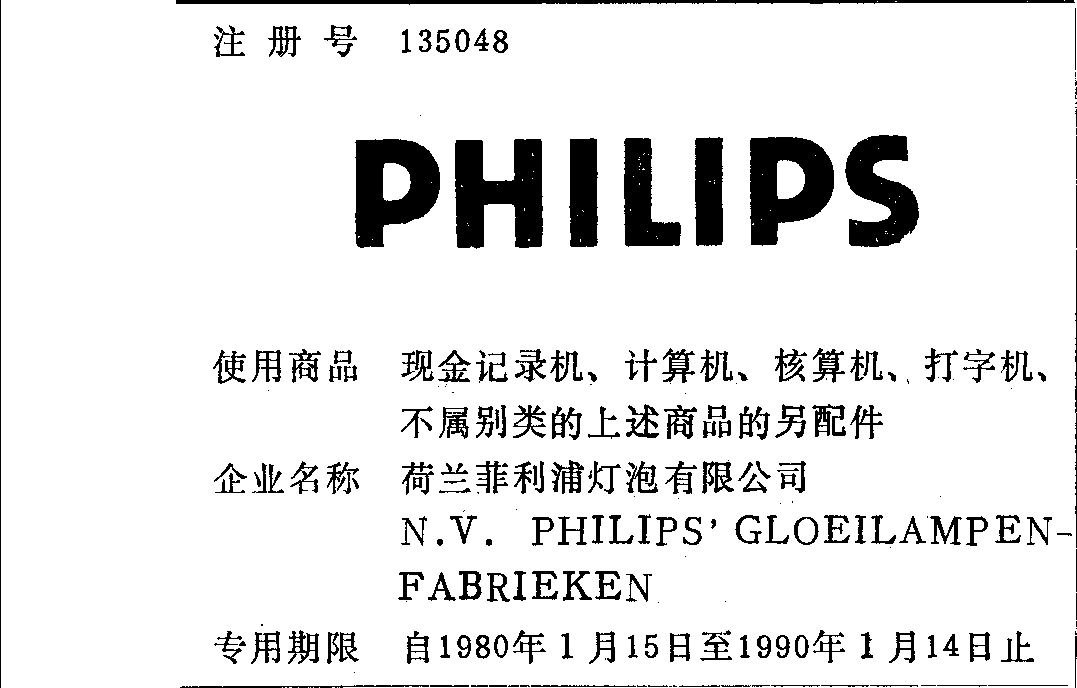 注册号 135048
PHILIPS
使用商品 现金记录机、计算机、核算机、打字机、
不属别类的上述商品的另配件
企业名称 荷兰菲利浦灯泡有限公司
N.V. PHILIPS' GLOEILAMPEN-
FABRIEKEN
专用期限 自1980年1月15日至1990年1月14日止